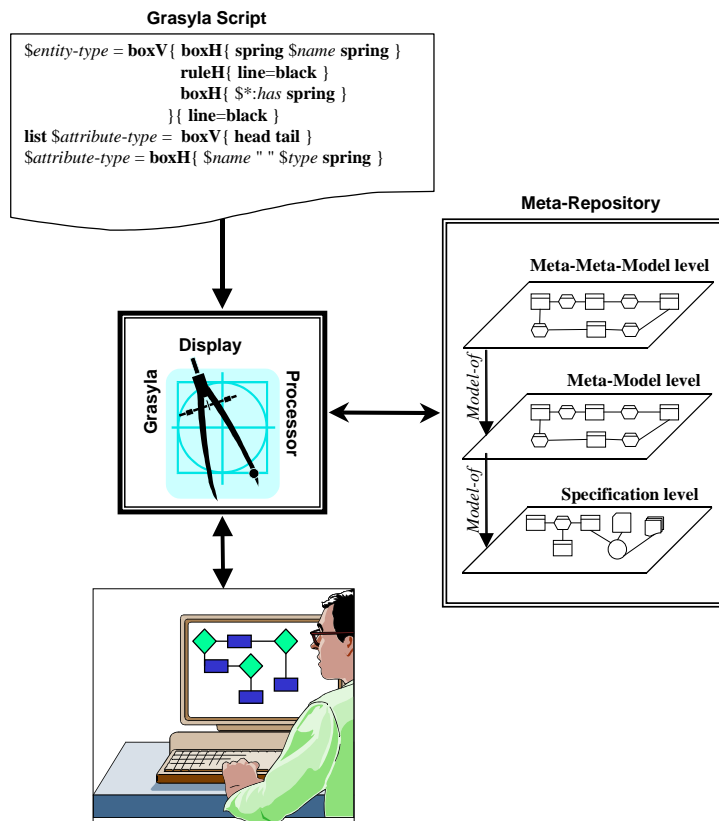 Grasyla Script
$entity-type = boxV{ boxH{ spring $name spring }
ruleH{ line=black }
boxH{ $*:has spring }
}{ line=black }
list $attribute-type = boxV{ head tail }
$attribute-type = boxH{ $name " " $type spring }
Meta-Repository
Meta-Meta-Model level
Model-of
Meta-Model level
Model-of
Specification level
Display
Grasyla
Processor